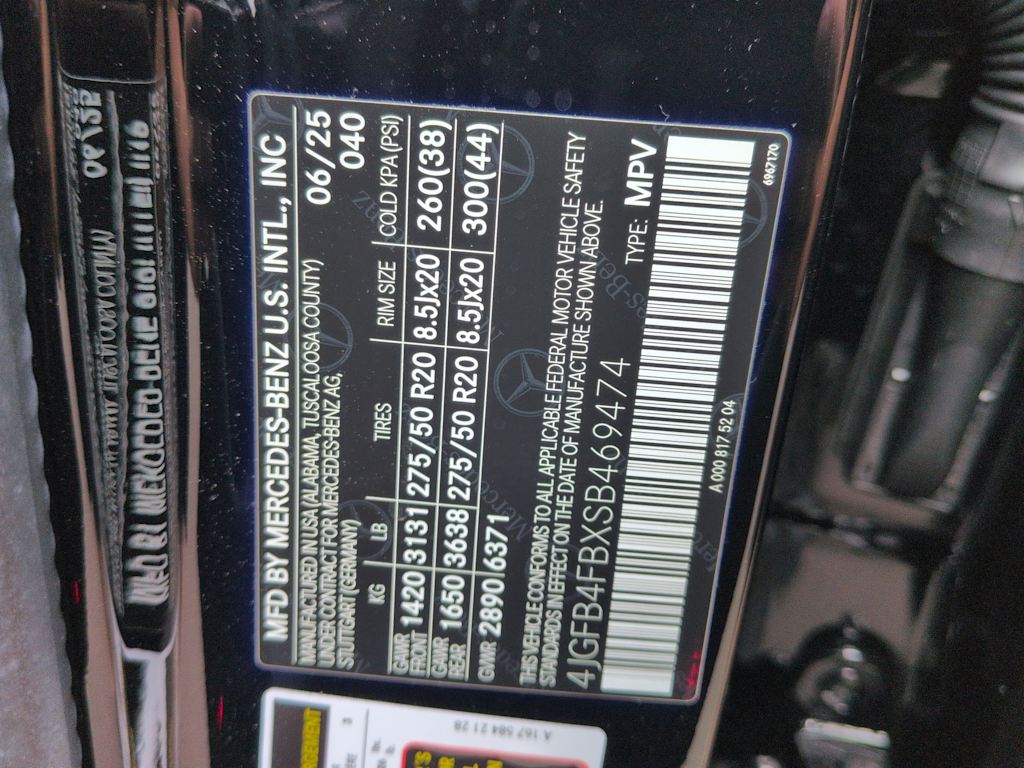 MFD BY MERCEDES-BENZ U.S. INTL., INC
MANUFACTURED IN USA (ALABAMA, TUSCALOOSA COUNTY) 06/25
UNDER CONTRACT FOR MERCEDES-BENZ AG, 040
STUTTGART (GERMANY)
KG LB TIRES RIM SIZE COLD KPA (PSI)
GAWR FRONT 1420 3131 275/50 R20 8.5Jx20 260(38)
GAWR REAR 1650 3638 275/50 R20 8.5Jx20 300(44)
GVWR 2890 6371
THIS VEHICLE CONFORMS TO ALL APPLICABLE FEDERAL MOTOR VEHICLE SAFETY
STANDARDS IN EFFECT ON THE DATE OF MANUFACTURE SHOWN ABOVE.
4JGFB4FBXSB469474 TYPE: MPV
A 000 817 52 04
6967170
A 167 584 21 28
3